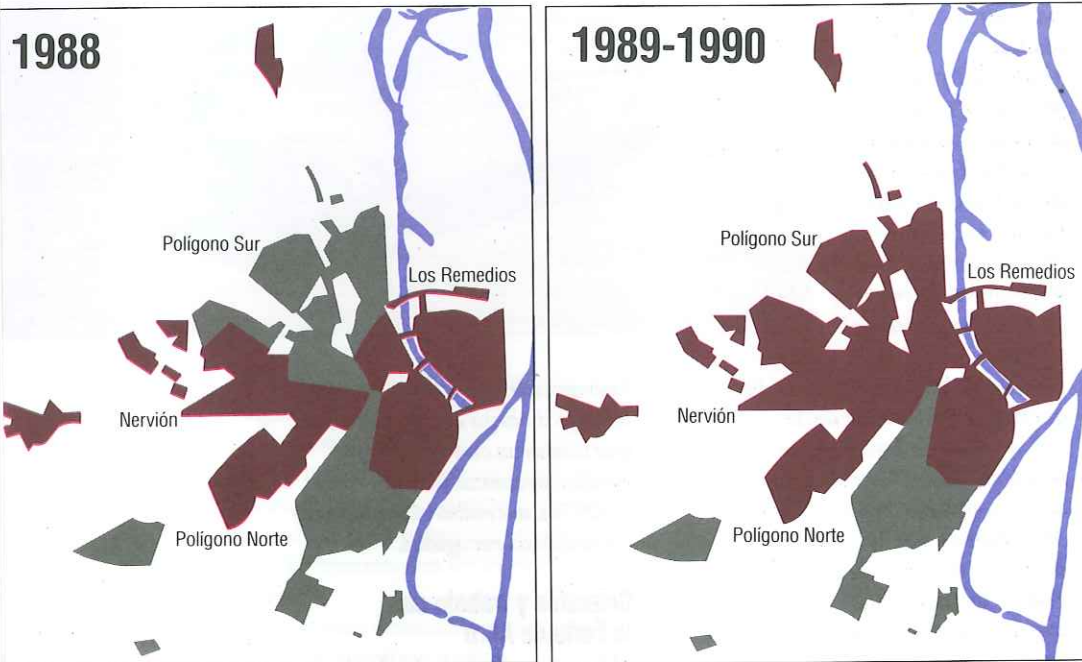 1988
Polígono Sur
Los Remedios
Nervión
Polígono Norte
1989-1990
Polígono Sur
Los Remedios
Nervión
Polígono Norte